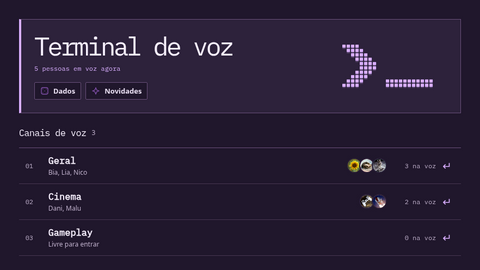 Terminal de voz
5 pessoas em voz agora
Dados
Novidades
Canais de voz 3
01
Geral
Bia, Lia, Nico
3 na voz
02
Cinema
Dani, Malu
2 na voz
03
Gameplay
Livre para entrar
0 na voz